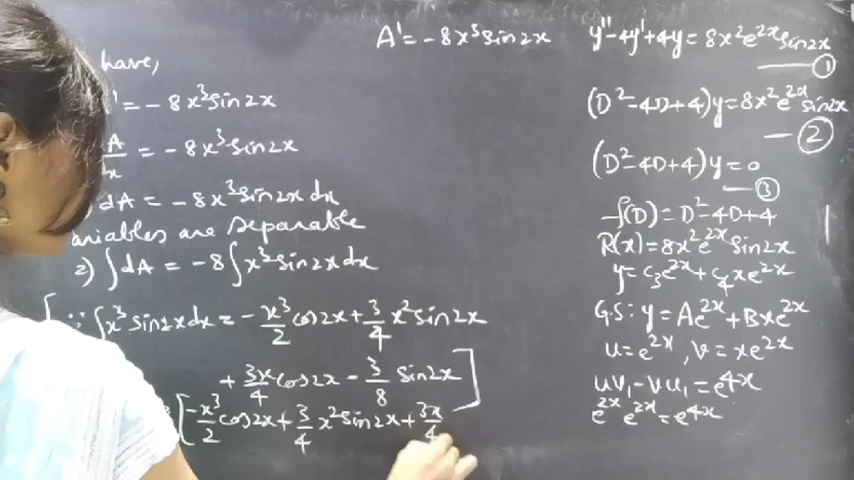 A' = -8x³sin2x
have,
' = -8x³sin2x
A/x = -8x³sin2x
dA = -8x³sin2x dx
ariables are separable
∫dA = -8∫x³sin2x dx
∵ ∫x³sin2x dx = -x³/2 cos2x + 3/4 x²sin2x
+ 3x/4 cos2x - 3/8 sin2x]
[-x³/2 cos2x + 3/4 x²sin2x + 3x/4
y'' - 4y' + 4y = 8x²e^2x sin2x
— ①
(D² - 4D + 4)y = 8x²e^2x sin2x
— ②
(D² - 4D + 4)y = 0
— ③
f(D) = D² - 4D + 4
R(x) = 8x²e^2x sin2x
y = c₃e^2x + c₄xe^2x
G.S: y = Ae^2x + Bxe^2x
u = e^2x, v = xe^2x
uv₁ - vu₁ = e^4x
e^2x e^2x = e^4x